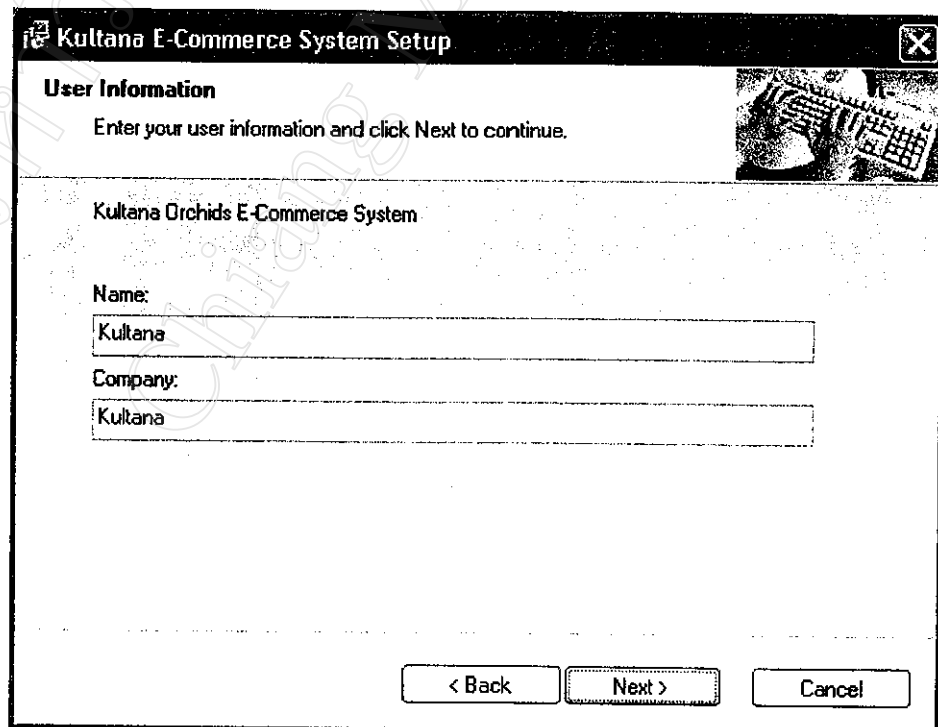 Kultana E-Commerce System Setup
User Information
Enter your user information and click Next to continue.
Kultana Orchids E-Commerce System
Name:
Kultana
Company:
Kultana
< Back
Next >
Cancel
Chiang M